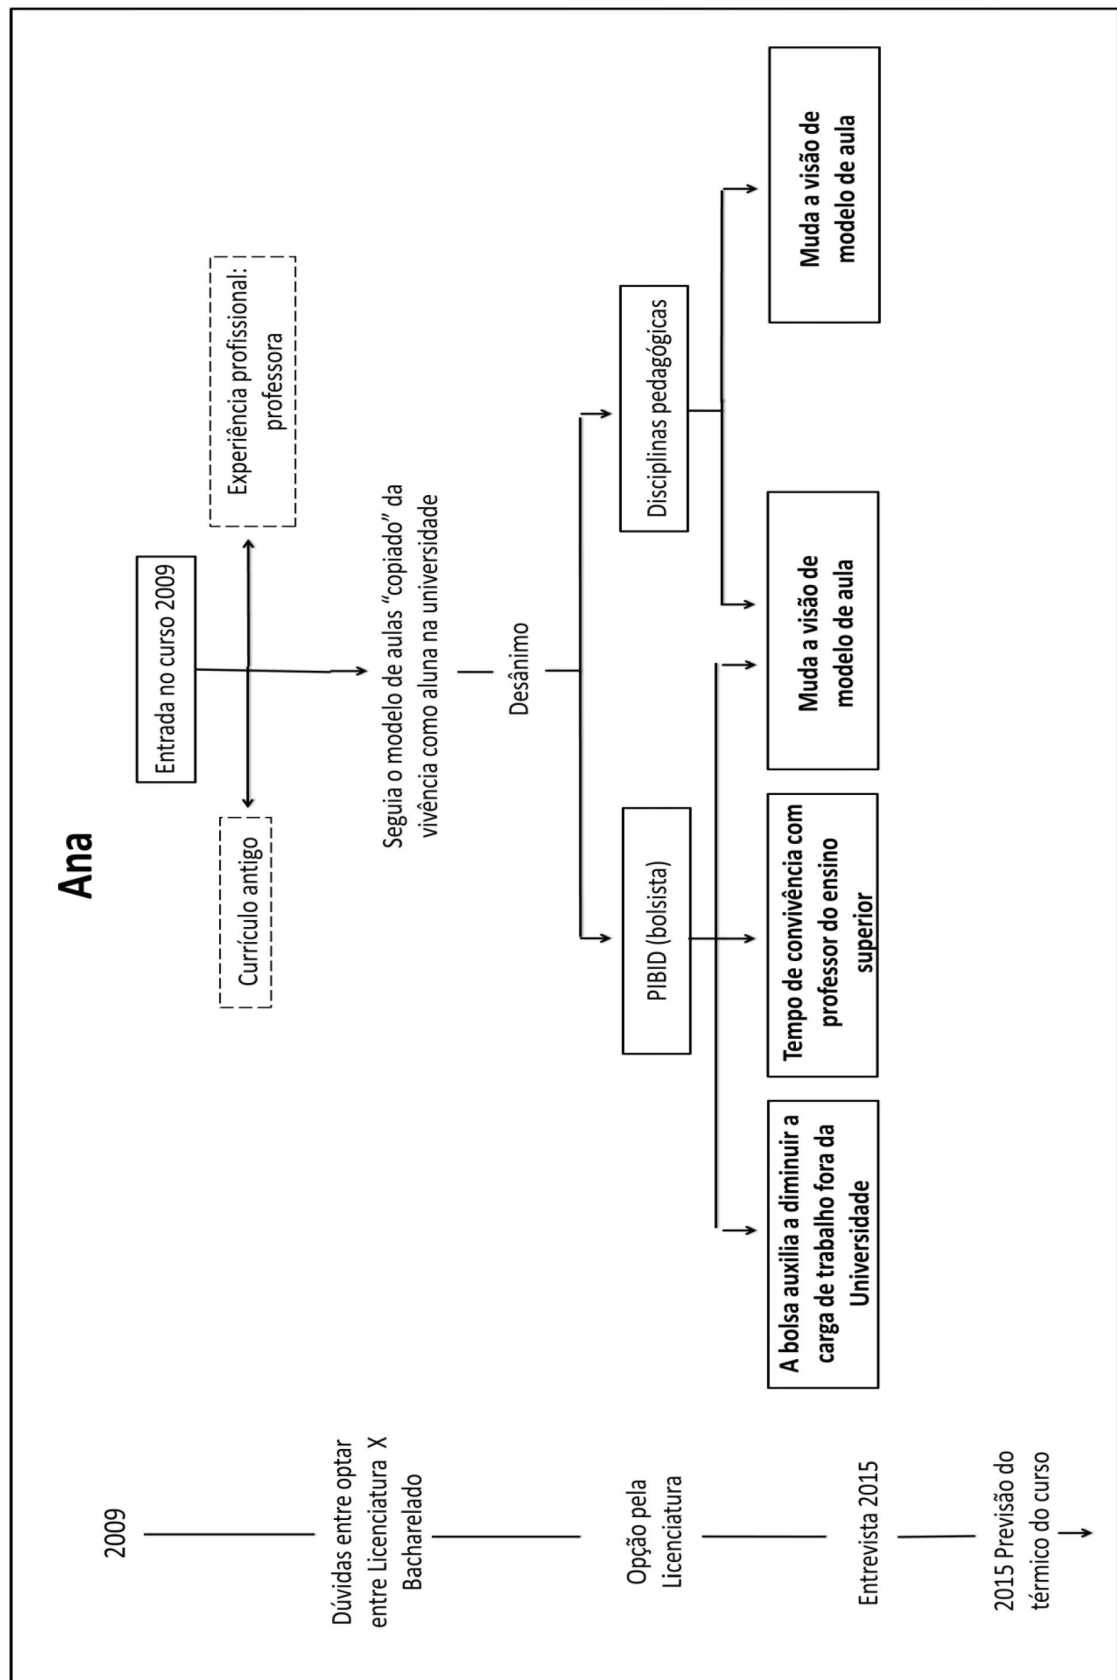 Ana
2009
Entrada no curso 2009
Currículo antigo
Experiência profissional:
professora
Dúvidas entre optar
entre Licenciatura X
Bacharelado
Seguia o modelo de aulas “copiado” da
vivência como aluna na universidade
Desânimo
Opção pela
Licenciatura
PIBID (bolsista)
Disciplinas pedagógicas
Entrevista 2015
A bolsa auxilia a diminuir a
carga de trabalho fora da
Universidade
Tempo de convivência com
professor do ensino
superior
Muda a visão de
modelo de aula
Muda a visão de
modelo de aula
2015 Previsão do
térmico do curso